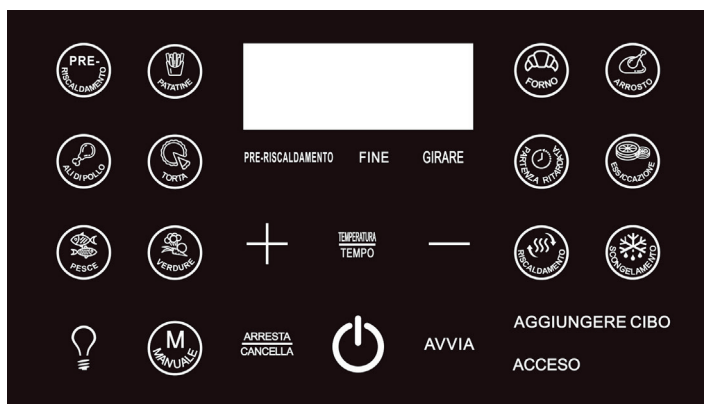 PRE-
RISCALDAMENTO
PATATINE
FORNO
ARROSTO
ALI DI POLLO
TORTA
PRE-RISCALDAMENTO
FINE
GIRARE
PARTENZA RITARDATA
ESSICCAZIONE
PESCE
VERDURE
TEMPERATURA
TEMPO
RISCALDAMENTO
SCONGELAMENTO
M
MANUALE
ARRESTA
CANCELLA
AVVIA
AGGIUNGERE CIBO
ACCESO